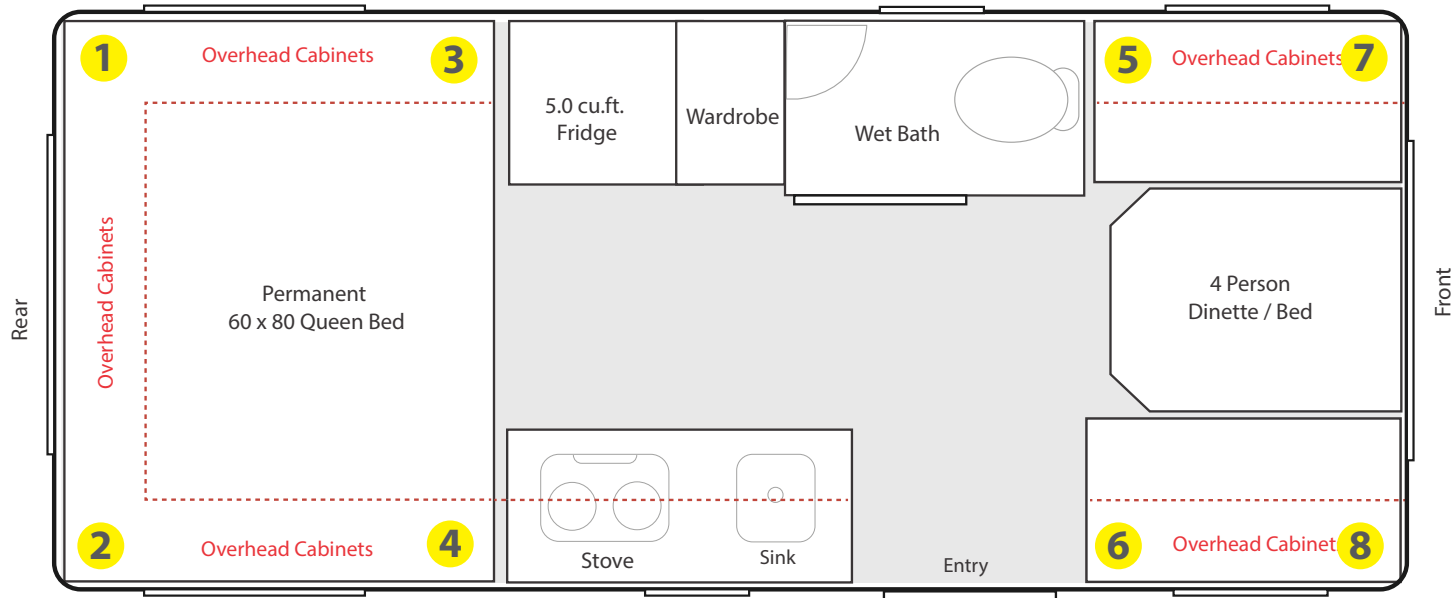 1
Overhead Cabinets
3
5.0 cu.ft.
Fridge
Wardrobe
Wet Bath
5
Overhead Cabinets
7
Rear
Overhead Cabinets
Permanent
60 x 80 Queen Bed
4 Person
Dinette / Bed
Front
2
Overhead Cabinets
4
Stove
Sink
Entry
6
Overhead Cabinet
8